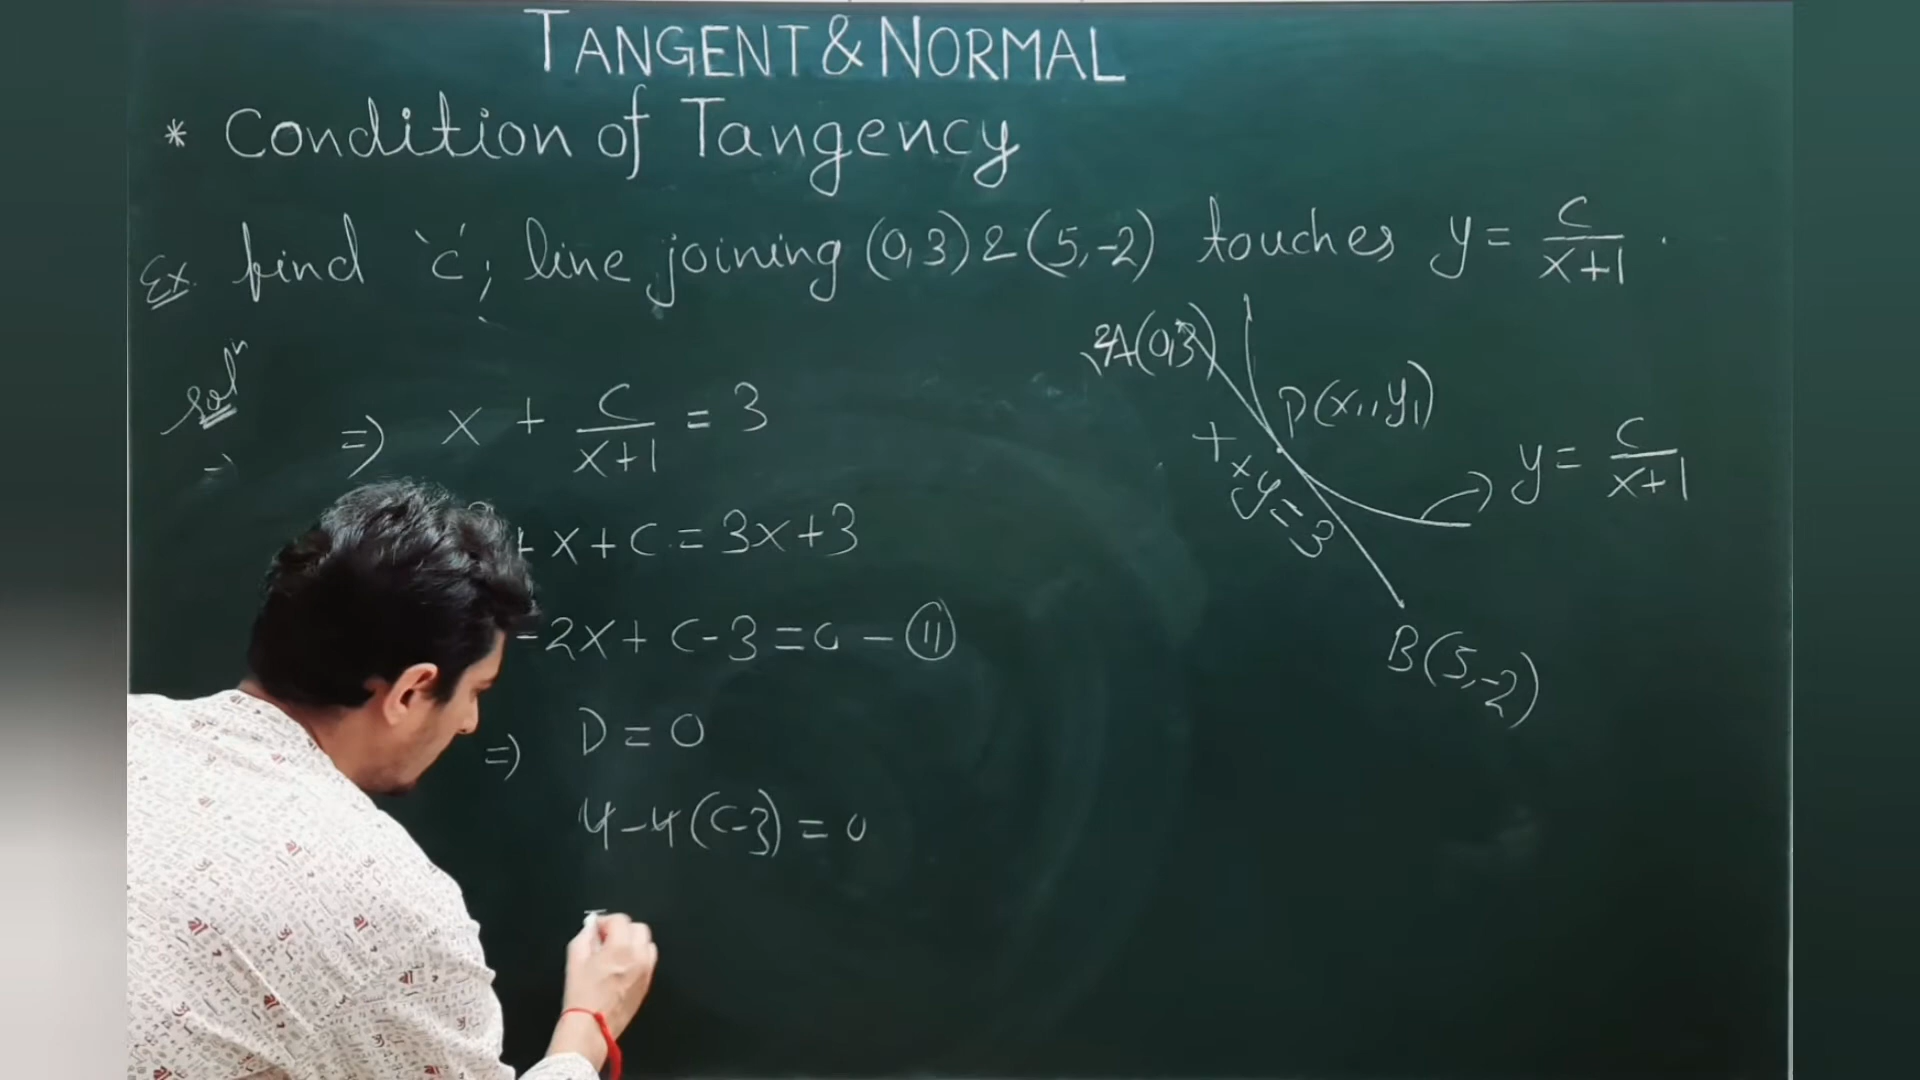 TANGENT & NORMAL
* Condition of Tangency
Ex. find 'c'; line joining (0,3) & (5,-2) touches y = c/(x+1).
Solⁿ
A(0,3)
P(x₁,y₁)
x+y=3
y = c/(x+1)
B(5,-2)
=> x + c/(x+1) = 3
+x+c=3x+3
-2x+c-3=0 - (II)
=> D=0
4-4(c-3)=0